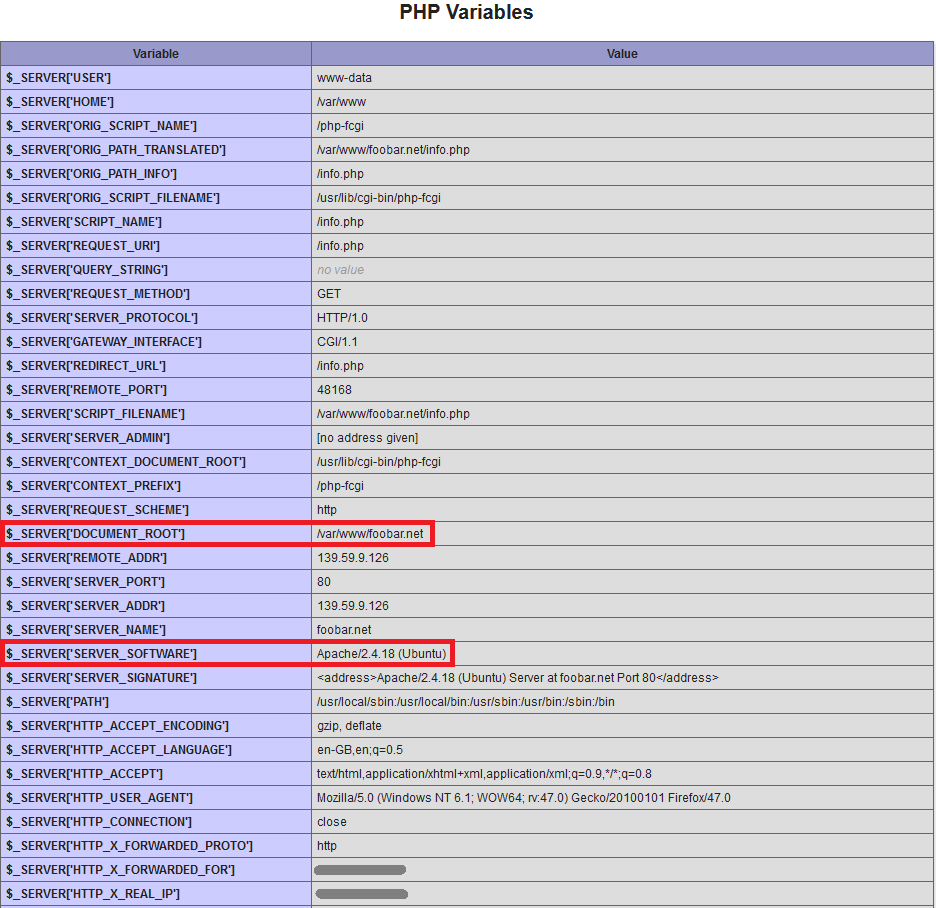 PHP Variables
Variable Value
$_SERVER['USER'] www-data
$_SERVER['HOME'] /var/www
$_SERVER['ORIG_SCRIPT_NAME'] /php-fcgi
$_SERVER['ORIG_PATH_TRANSLATED'] /var/www/foobar.net/info.php
$_SERVER['ORIG_PATH_INFO'] /info.php
$_SERVER['ORIG_SCRIPT_FILENAME'] /usr/lib/cgi-bin/php-fcgi
$_SERVER['SCRIPT_NAME'] /info.php
$_SERVER['REQUEST_URI'] /info.php
$_SERVER['QUERY_STRING'] no value
$_SERVER['REQUEST_METHOD'] GET
$_SERVER['SERVER_PROTOCOL'] HTTP/1.0
$_SERVER['GATEWAY_INTERFACE'] CGI/1.1
$_SERVER['REDIRECT_URL'] /info.php
$_SERVER['REMOTE_PORT'] 48168
$_SERVER['SCRIPT_FILENAME'] /var/www/foobar.net/info.php
$_SERVER['SERVER_ADMIN'] [no address given]
$_SERVER['CONTEXT_DOCUMENT_ROOT'] /usr/lib/cgi-bin/php-fcgi
$_SERVER['CONTEXT_PREFIX'] /php-fcgi
$_SERVER['REQUEST_SCHEME'] http
$_SERVER['DOCUMENT_ROOT'] /var/www/foobar.net
$_SERVER['REMOTE_ADDR'] 139.59.9.126
$_SERVER['SERVER_PORT'] 80
$_SERVER['SERVER_ADDR'] 139.59.9.126
$_SERVER['SERVER_NAME'] foobar.net
$_SERVER['SERVER_SOFTWARE'] Apache/2.4.18 (Ubuntu)
$_SERVER['SERVER_SIGNATURE'] <address>Apache/2.4.18 (Ubuntu) Server at foobar.net Port 80</address>
$_SERVER['PATH'] /usr/local/sbin:/usr/local/bin:/usr/sbin:/usr/bin:/sbin:/bin
$_SERVER['HTTP_ACCEPT_ENCODING'] gzip, deflate
$_SERVER['HTTP_ACCEPT_LANGUAGE'] en-GB,en;q=0.5
$_SERVER['HTTP_ACCEPT'] text/html,application/xhtml+xml,application/xml;q=0.9,*/*;q=0.8
$_SERVER['HTTP_USER_AGENT'] Mozilla/5.0 (Windows NT 6.1; WOW64; rv:47.0) Gecko/20100101 Firefox/47.0
$_SERVER['HTTP_CONNECTION'] close
$_SERVER['HTTP_X_FORWARDED_PROTO'] http
$_SERVER['HTTP_X_FORWARDED_FOR']
$_SERVER['HTTP_X_REAL_IP']